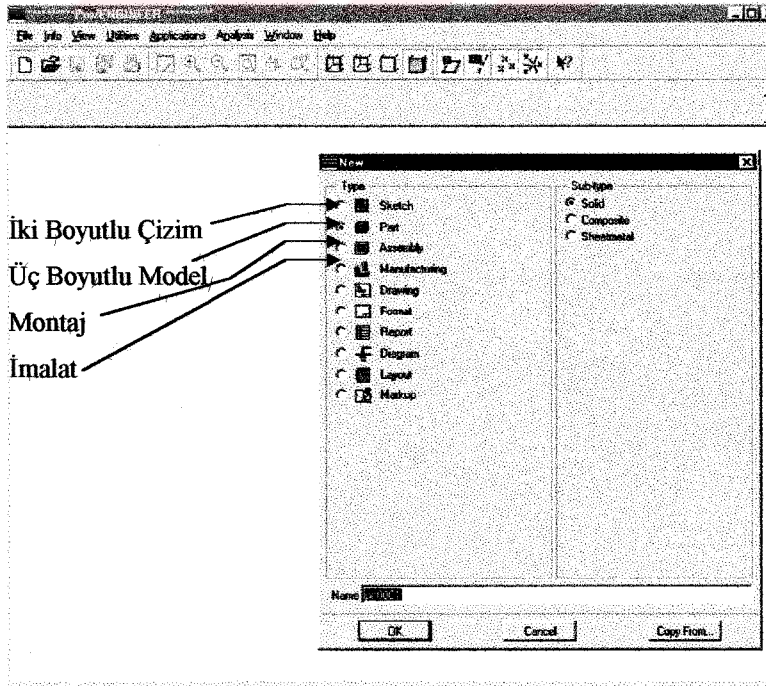 Pro/ENGINEER
File Info View Utilities Applications Analysis Window Help
New
Type
Sketch
Part
Assembly
Manufacturing
Drawing
Format
Report
Diagram
Layout
Markup
Sub-type
Solid
Composite
Sheetmetal
İki Boyutlu Çizim
Üç Boyutlu Model
Montaj
İmalat
Name
OK Cancel Copy From...